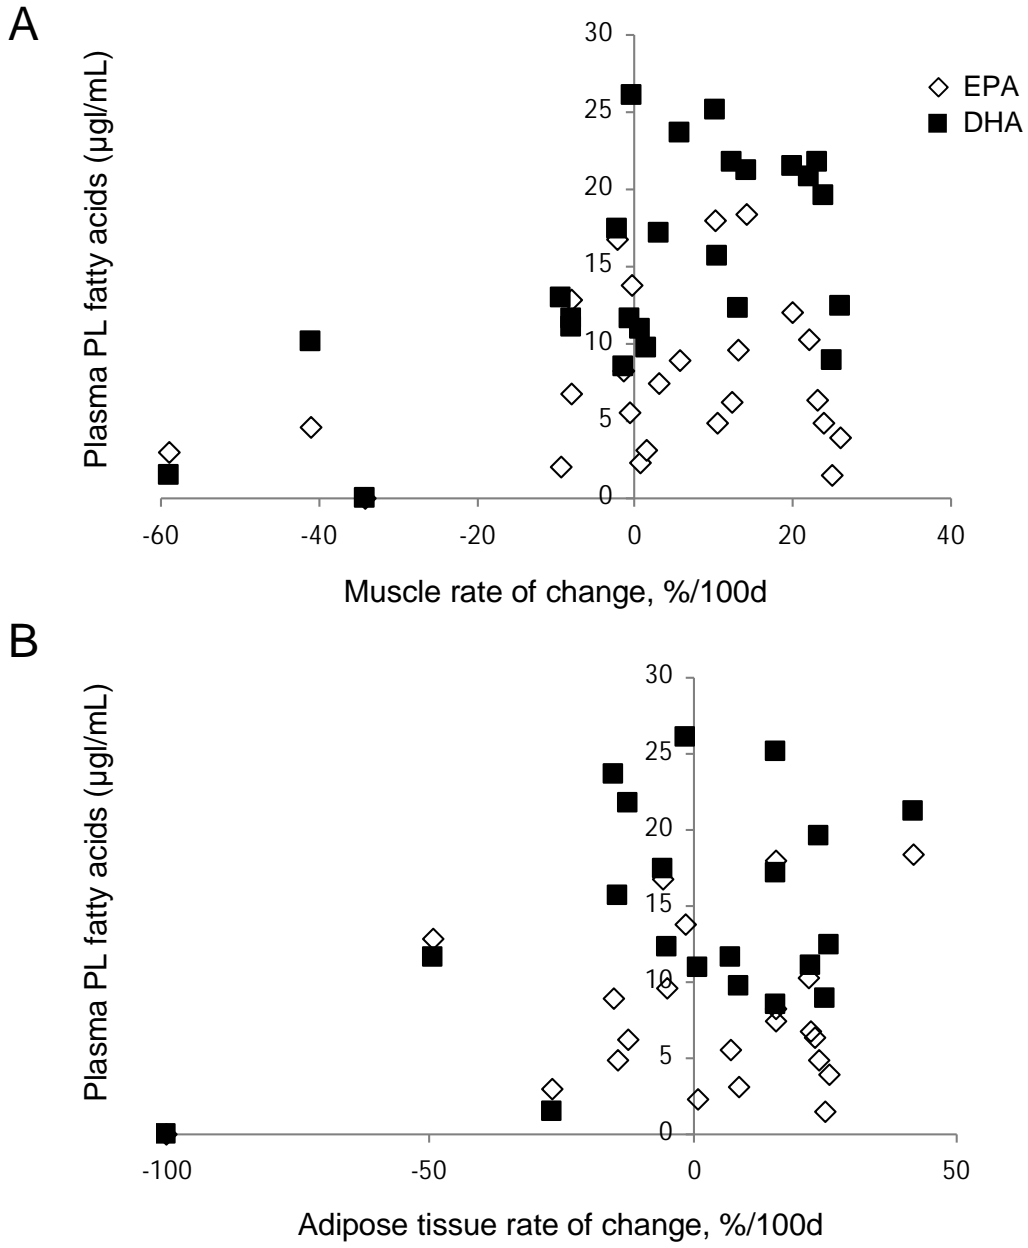 A
Plasma PL fatty acids (µgl/mL)
30
25
20
15
10
5
0
-60 -40 -20 0 20 40
Muscle rate of change, %/100d
EPA
DHA
B
Plasma PL fatty acids (µgl/mL)
30
25
20
15
10
5
0
-100 -50 0 50
Adipose tissue rate of change, %/100d